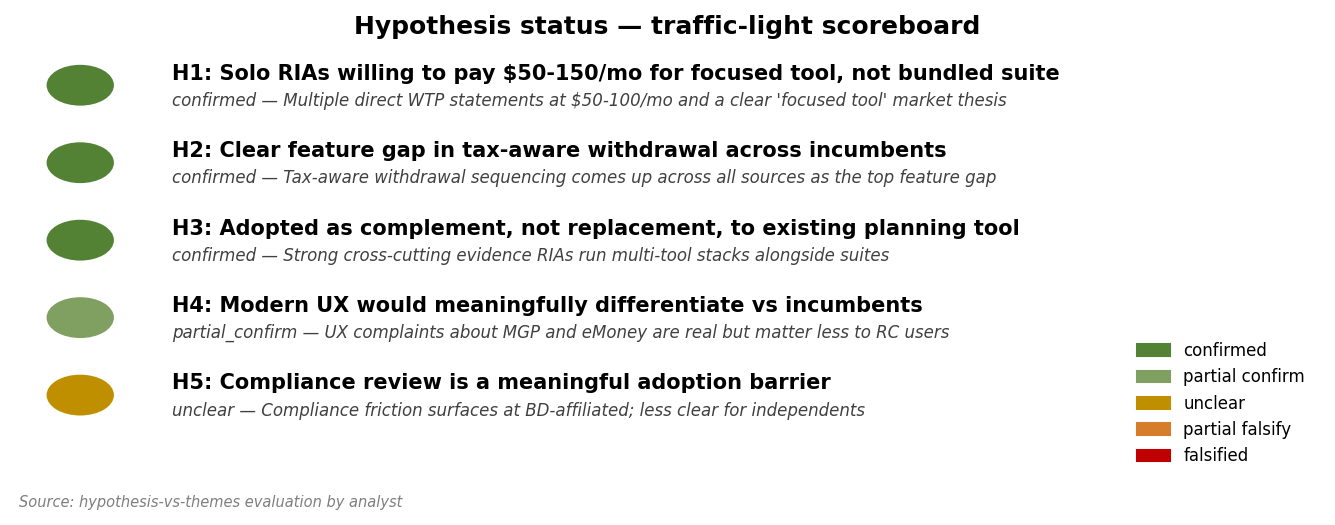 Hypothesis status — traffic-light scoreboard
H1: Solo RIAs willing to pay $50-150/mo for focused tool, not bundled suite
confirmed — Multiple direct WTP statements at $50-100/mo and a clear 'focused tool' market thesis
H2: Clear feature gap in tax-aware withdrawal across incumbents
confirmed — Tax-aware withdrawal sequencing comes up across all sources as the top feature gap
H3: Adopted as complement, not replacement, to existing planning tool
confirmed — Strong cross-cutting evidence RIAs run multi-tool stacks alongside suites
H4: Modern UX would meaningfully differentiate vs incumbents
partial_confirm — UX complaints about MGP and eMoney are real but matter less to RC users
H5: Compliance review is a meaningful adoption barrier
unclear — Compliance friction surfaces at BD-affiliated; less clear for independents
confirmed
partial confirm
unclear
partial falsify
falsified
Source: hypothesis-vs-themes evaluation by analyst